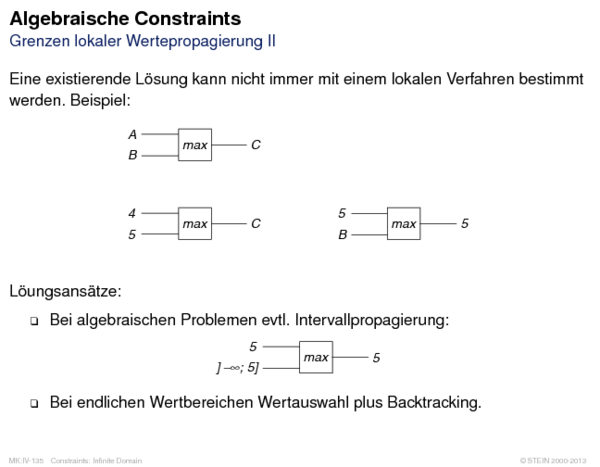 Algebraische Constraints
Grenzen lokaler Wertepropagierung II
Eine existierende Lösung kann nicht immer mit einem lokalen Verfahren bestimmt
werden. Beispiel:
A
B
max
C
4
5
max
C
5
B
max
5
Löungsansätze:
❑ Bei algebraischen Problemen evtl. Intervallpropagierung:
5
]–∞; 5]
max
5
❑ Bei endlichen Wertbereichen Wertauswahl plus Backtracking.
MK:IV-135 Constraints: Infinite Domain
© STEIN 2000-2013